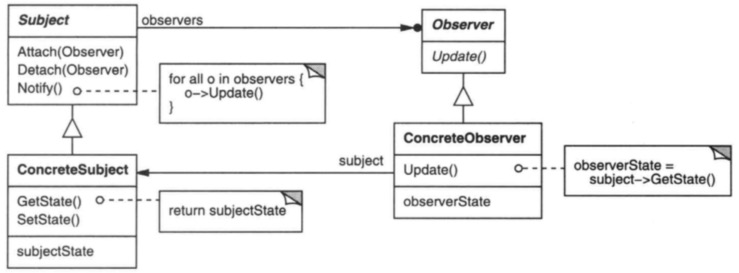 Subject
observers
Observer
Attach(Observer)
Detach(Observer)
Notify()
for all o in observers {
o–>Update()
}
Update()
ConcreteSubject
GetState()
SetState()
subjectState
return subjectState
subject
ConcreteObserver
Update()
observerState
observerState =
subject–>GetState()